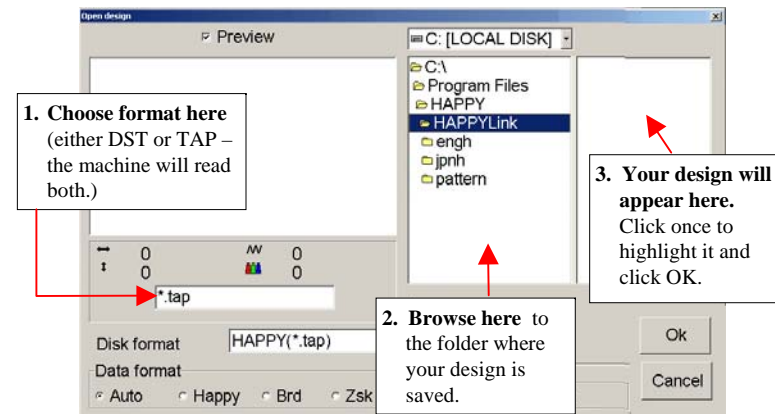 Open design
Preview
C: [LOCAL DISK]
C:\
Program Files
HAPPY
HAPPYLink
engh
jpnh
pattern
1. Choose format here
(either DST or TAP –
the machine will read
both.)
3. Your design will
appear here.
Click once to
highlight it and
click OK.
0
0
0
0
*.tap
2. Browse here to
the folder where
your design is
saved.
Disk format HAPPY(*.tap)
Data format
Auto Happy Brd Zsk
Ok
Cancel